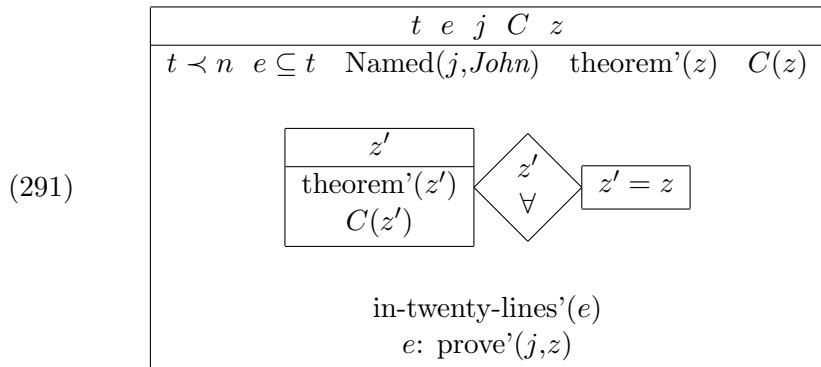 t e j C z
t ≺ n e ⊆ t Named(j,John) theorem’(z) C(z)
(291)
z′
theorem’(z′)
C(z′)
z′
∀
z′ = z
in-twenty-lines’(e)
e: prove’(j,z)